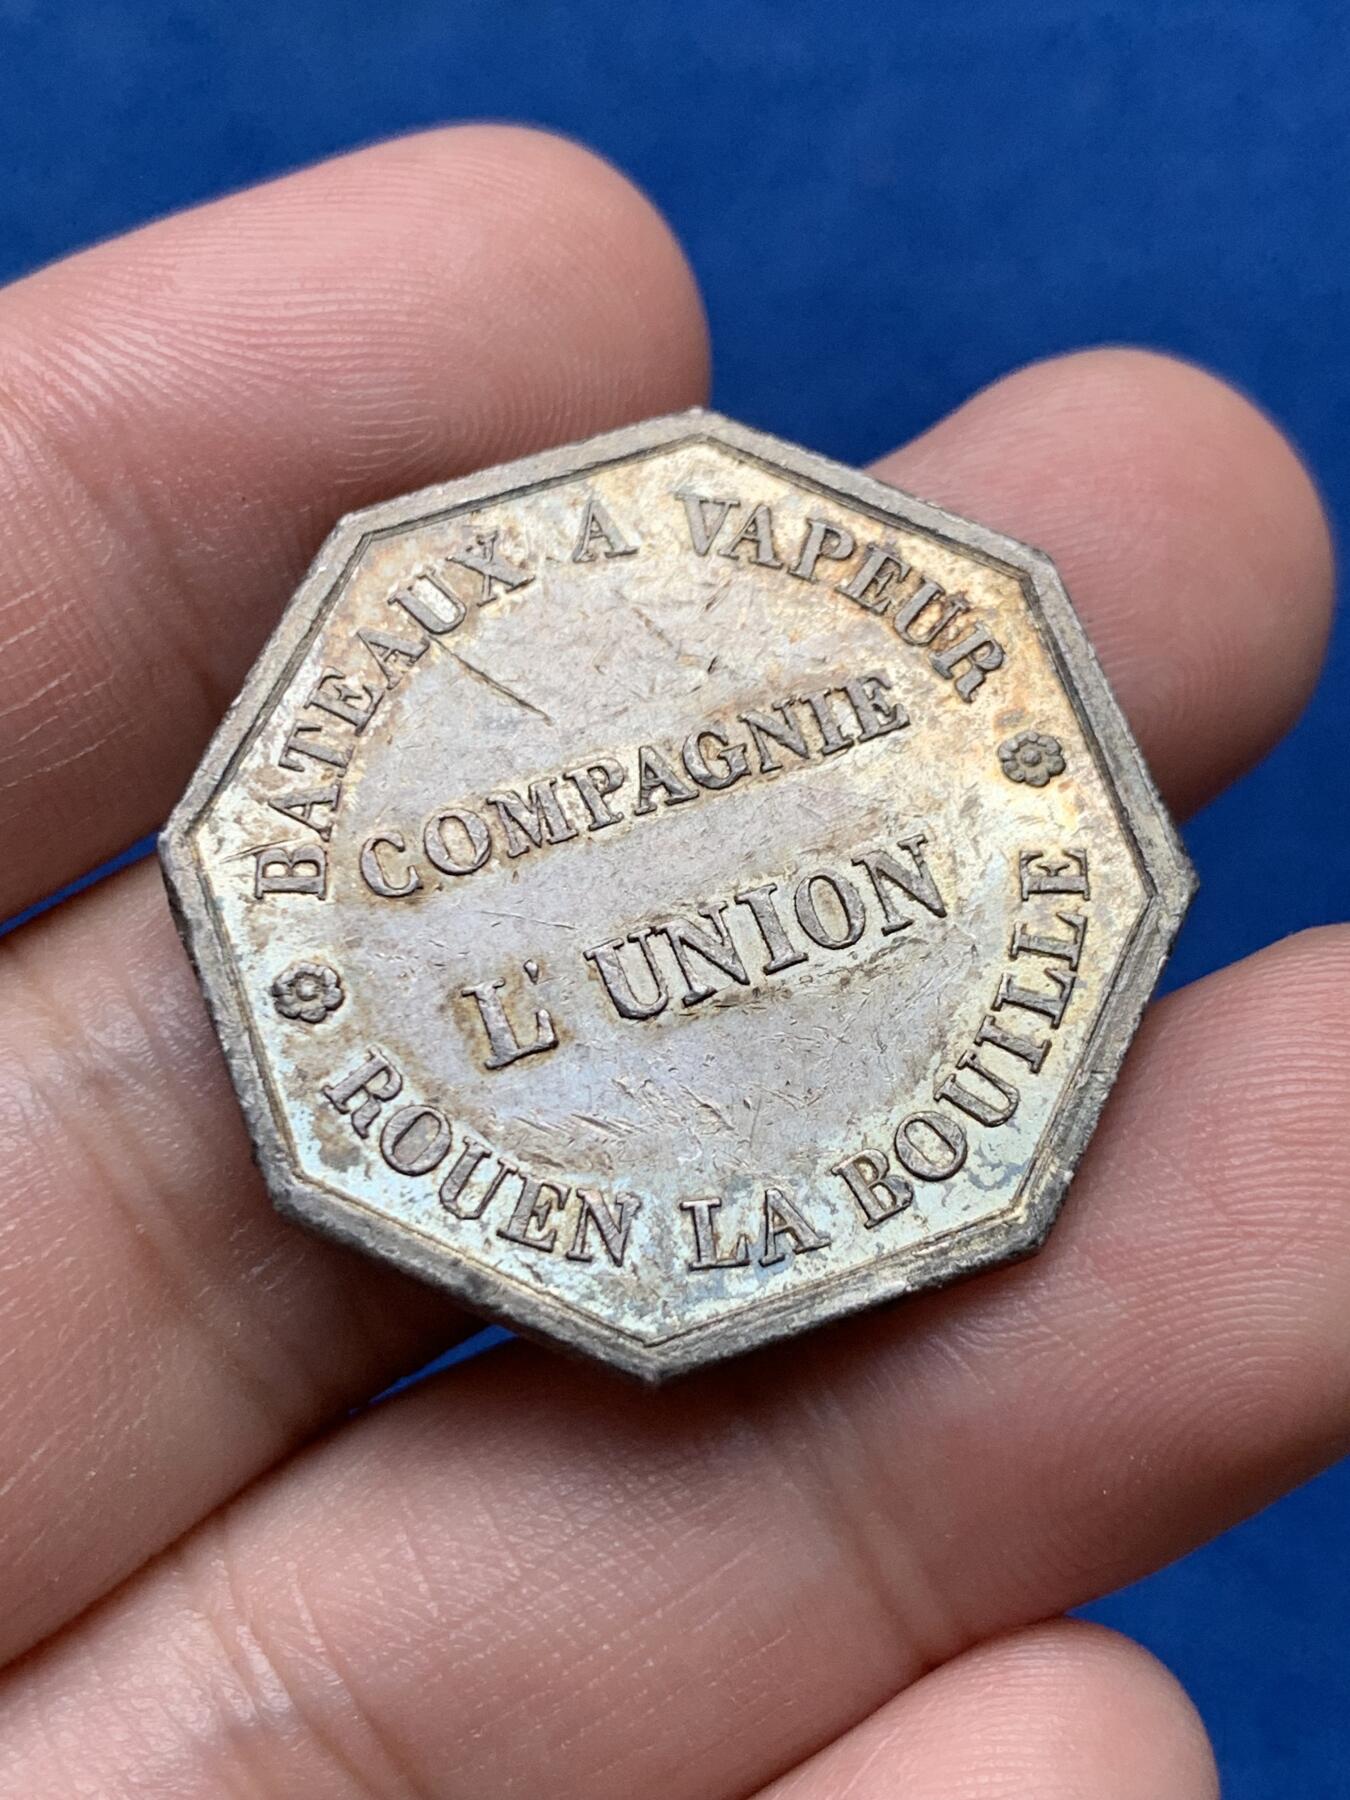 BATEAUX A VAPEUR
COMPAGNIE
L'UNION
ROUEN LA BOUILLE